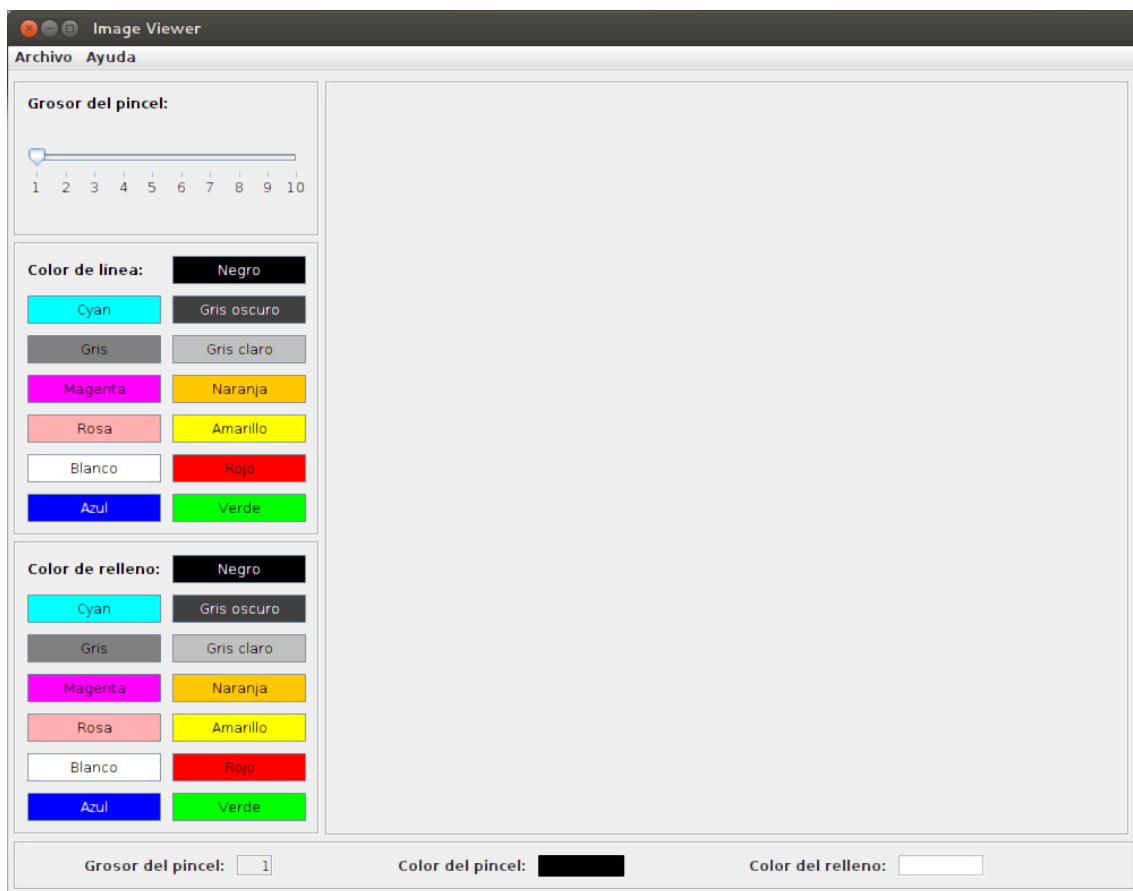 Image Viewer
Archivo Ayuda
Grosor del pincel:
1 2 3 4 5 6 7 8 9 10
Color de línea: Negro
Cyan Gris oscuro
Gris Gris claro
Magenta Naranja
Rosa Amarillo
Blanco Rojo
Azul Verde
Color de relleno: Negro
Cyan Gris oscuro
Gris Gris claro
Magenta Naranja
Rosa Amarillo
Blanco Rojo
Azul Verde
Grosor del pincel: 1 Color del pincel: Color del relleno: